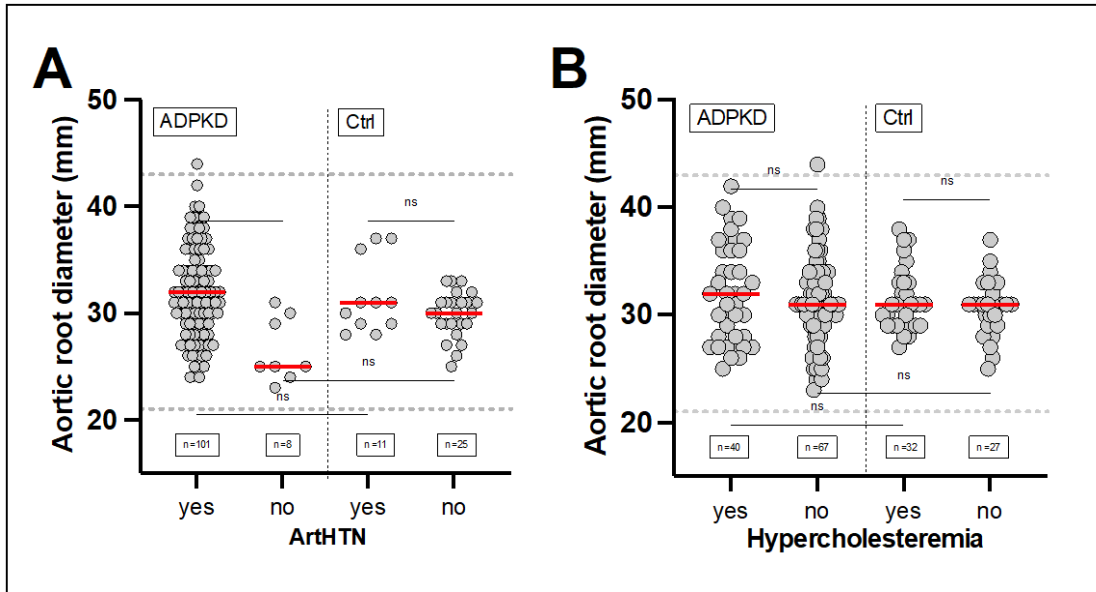 A
B
Aortic root diameter (mm)
50
40
30
20
ADPKD
Ctrl
ns
ns
ns
n=101
n=8
n=11
n=25
yes
no
yes
no
ArtHTN
Aortic root diameter (mm)
50
40
30
20
ADPKD
Ctrl
ns
ns
ns
ns
n=40
n=67
n=32
n=27
yes
no
yes
no
Hypercholesteremia